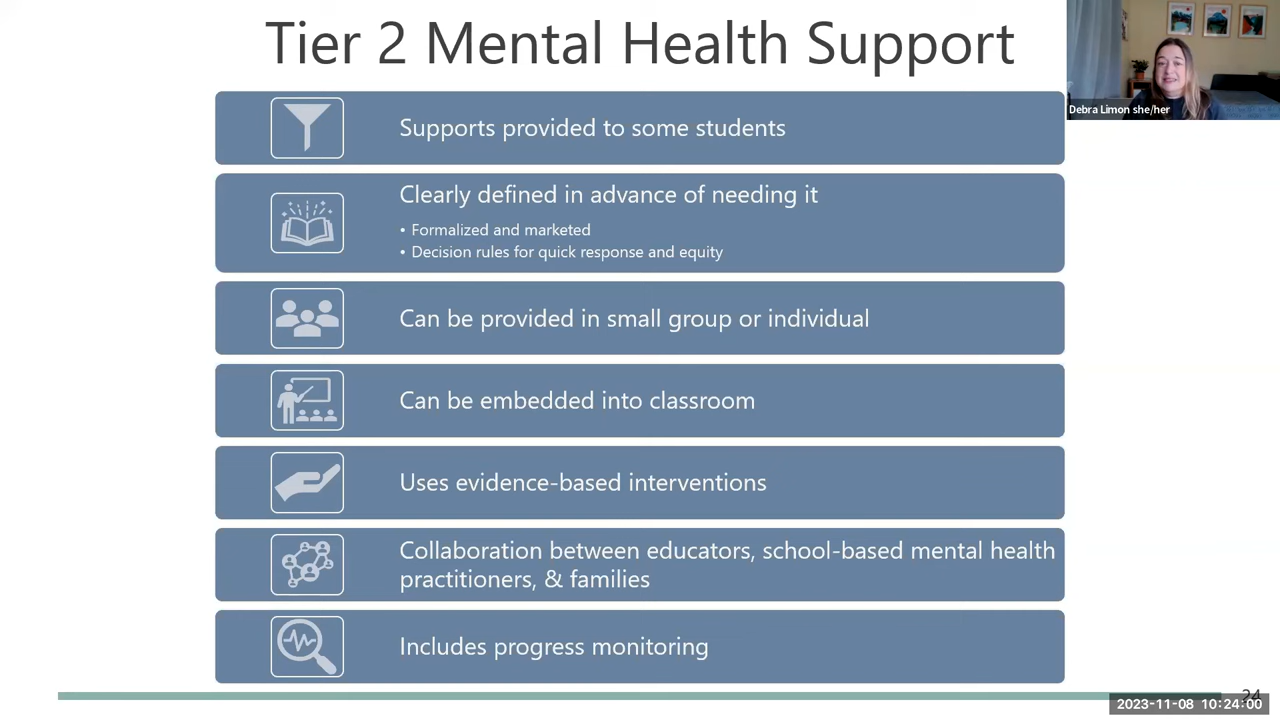 Tier 2 Mental Health Support
Debra Limon she/her
Supports provided to some students
Clearly defined in advance of needing it
• Formalized and marketed
• Decision rules for quick response and equity
Can be provided in small group or individual
Can be embedded into classroom
Uses evidence-based interventions
Collaboration between educators, school-based mental health
practitioners, & families
Includes progress monitoring
24
2023-11-08 10:24:00